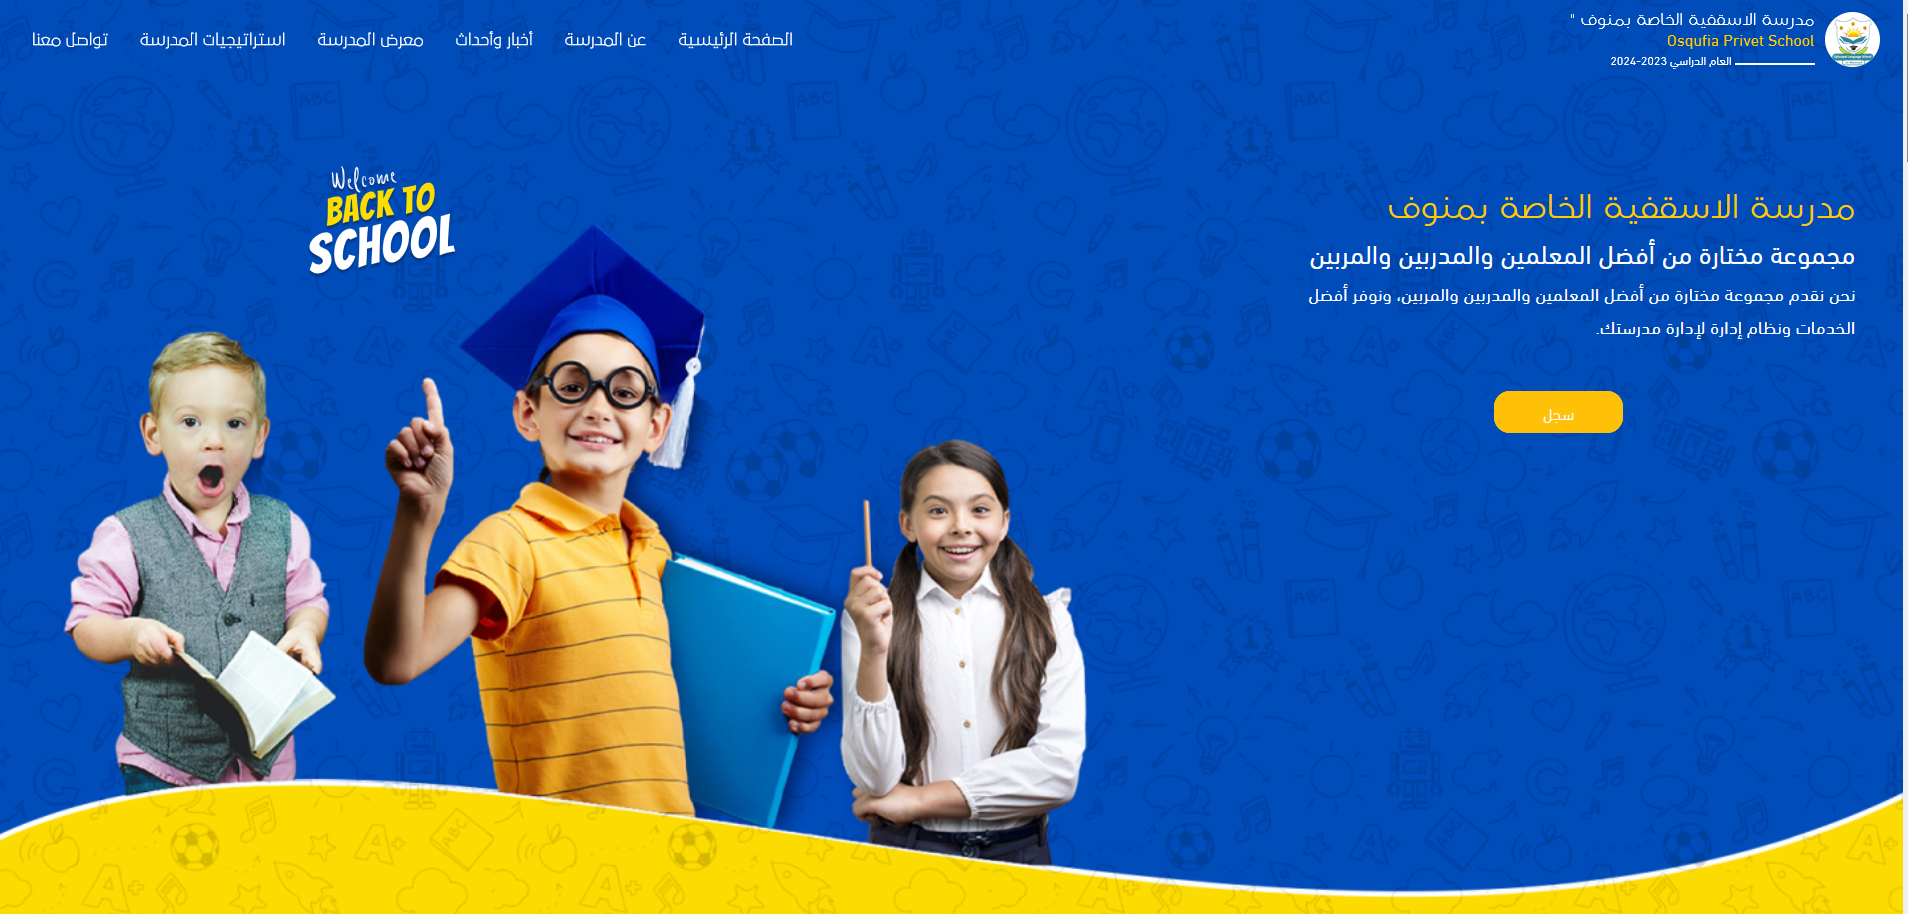 مدرسة الاسقفية الخاصة بمنوف "
Osqufia Privet School
العام الدراسي 2023-2024
الصفحة الرئيسية
عن المدرسة
أخبار وأحداث
معرض المدرسة
استراتيجيات المدرسة
تواصل معنا
مدرسة الاسقفية الخاصة بمنوف
مجموعة مختارة من أفضل المعلمين والمدربين والمربين
نحن نقدم مجموعة مختارة من أفضل المعلمين والمدربين والمربين، ونوفر أفضل
الخدمات ونظام إدارة لإدارة مدرستك.
سجل
Welcome
BACK TO
SCHOOL